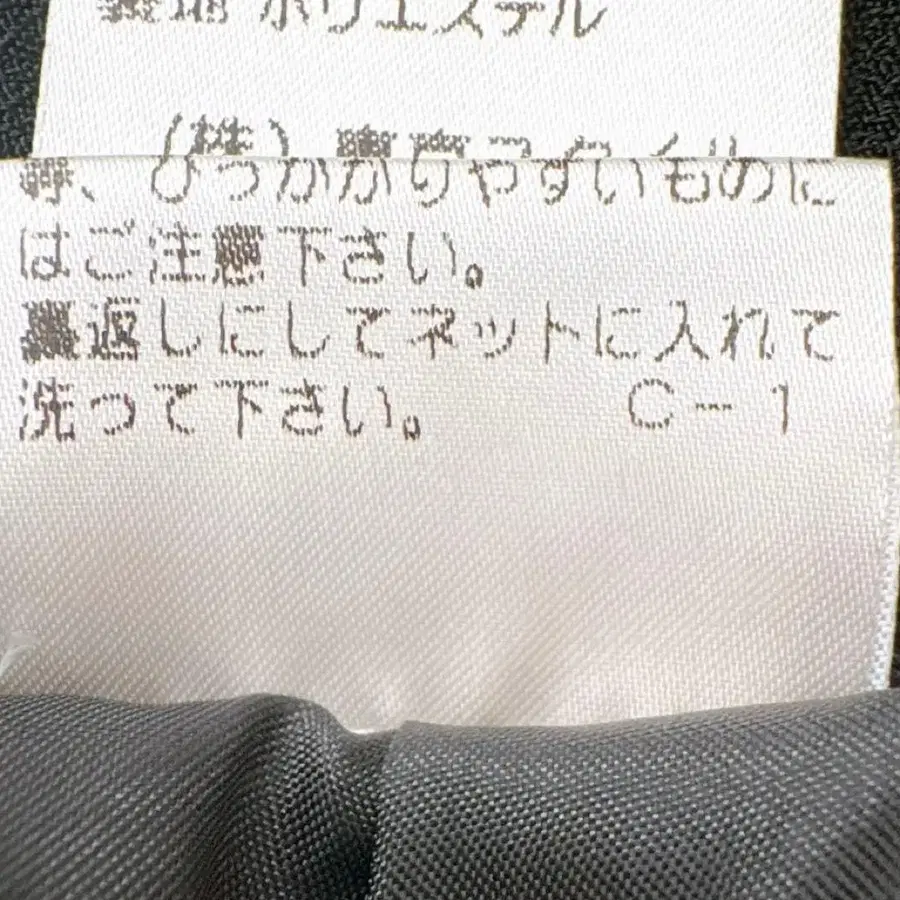 裏地 ポリエステル
(株)
、ひっかかりやすいものに
はご注意下さい。
裏返しにしてネットに入れて
洗って下さい。 C-1